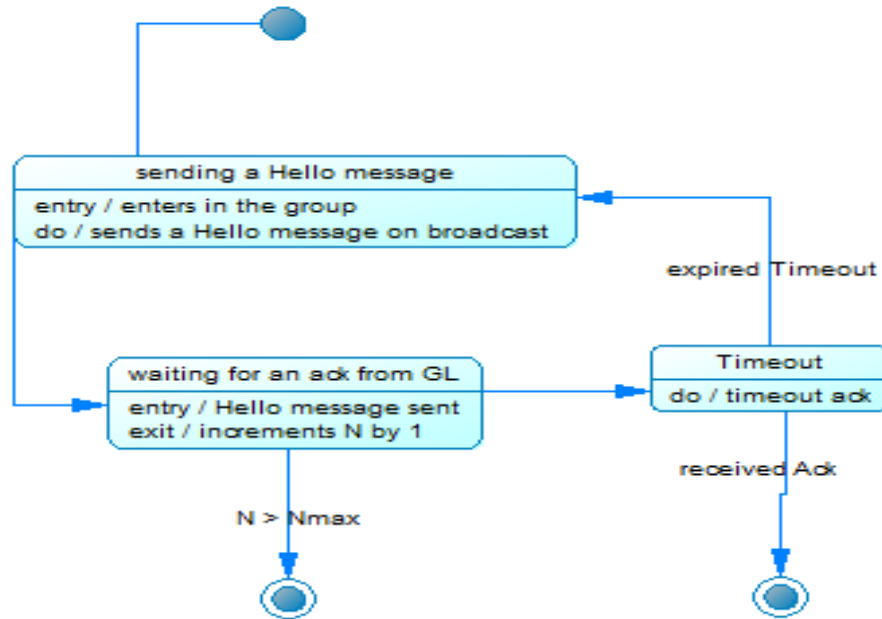 sending a Hello message
entry / enters in the group
do / sends a Hello message on broadcast
expired Timeout
waiting for an ack from GL
entry / Hello message sent
exit / increments N by 1
Timeout
do / timeout ack
received Ack
N > Nmax